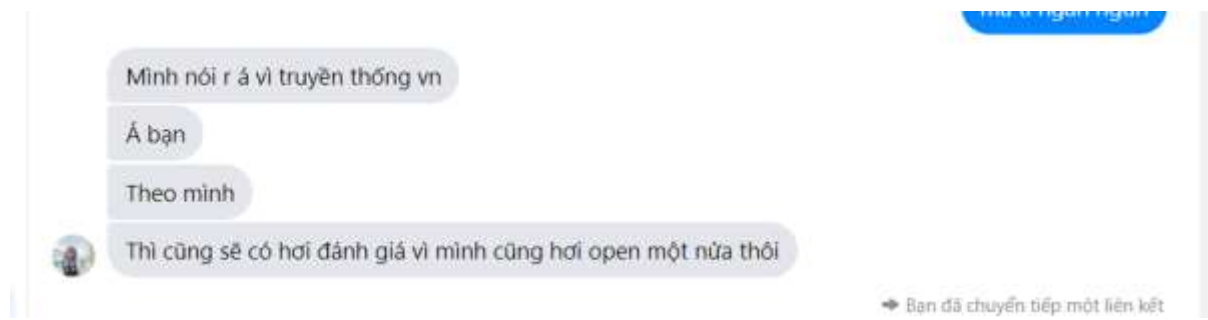 Mình nói r á vì truyền thống vn
Á bạn
Theo mình
Thì cũng sẽ có hơi đánh giá vì mình cũng hơi open một nửa thôi
Bạn đã chuyển tiếp một liên kết